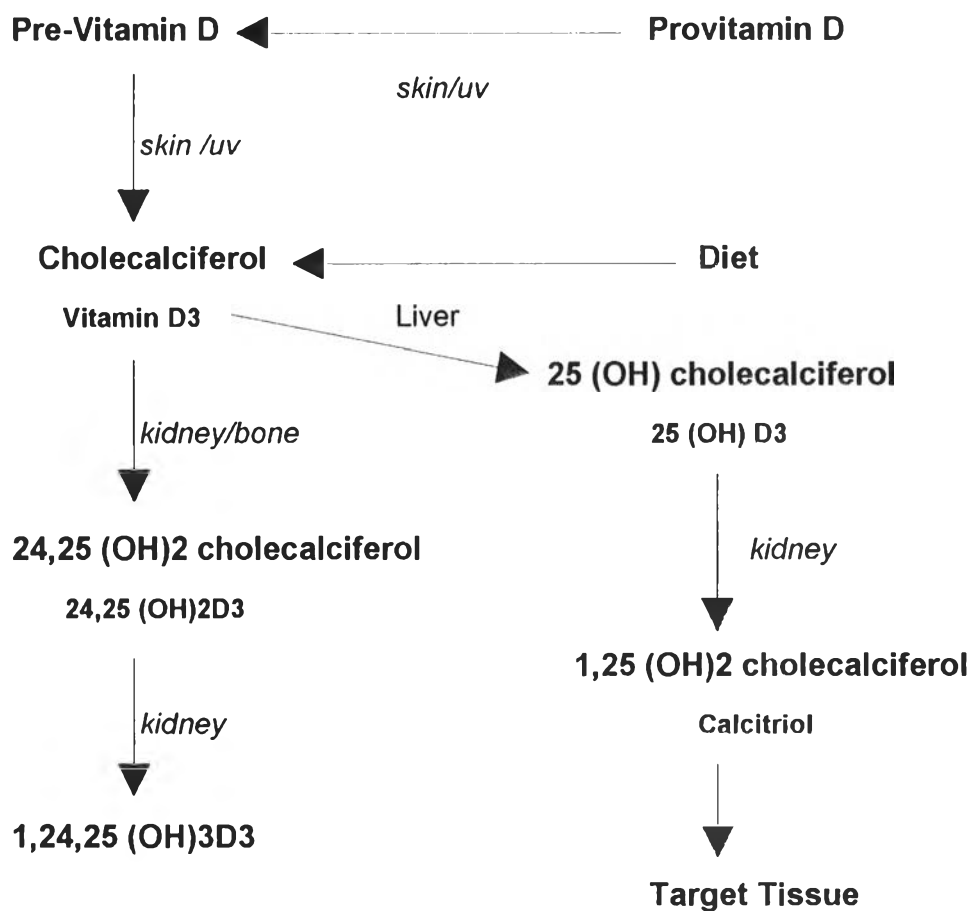 Pre-Vitamin D
Provitamin D
skin/uv
skin /uv
Cholecalciferol
Diet
Vitamin D3
Liver
25 (OH) cholecalciferol
25 (OH) D3
kidney/bone
24,25 (OH)2 cholecalciferol
kidney
24,25 (OH)2D3
1,25 (OH)2 cholecalciferol
Calcitriol
kidney
1,24,25 (OH)3D3
Target Tissue